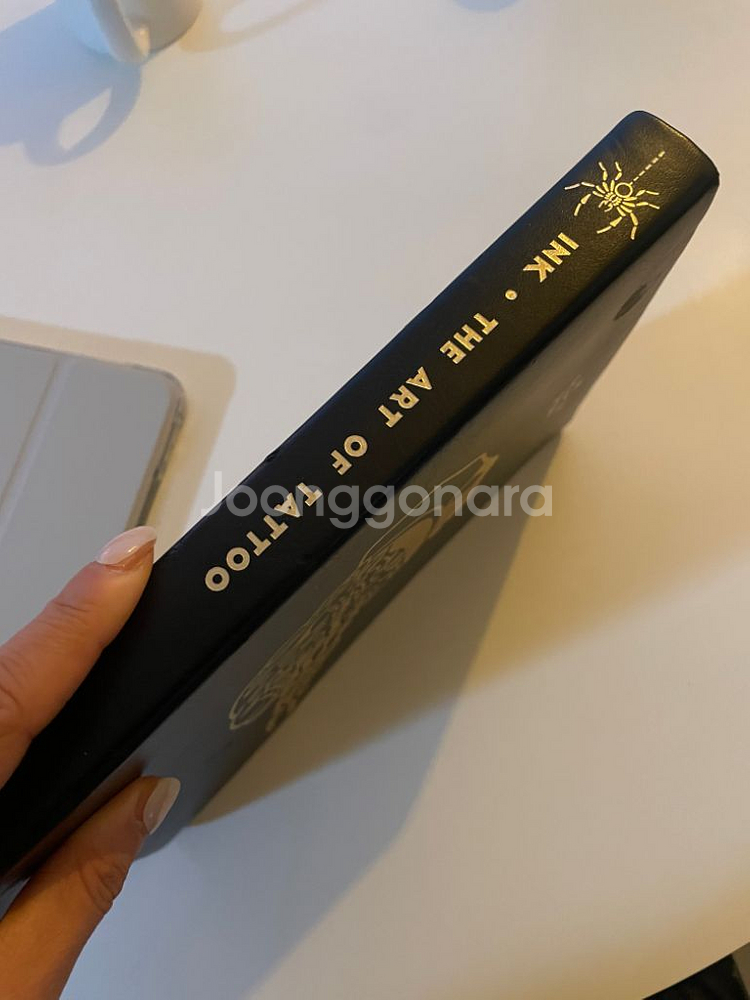 INK • THE ART OF TATTOO
Joonggonara